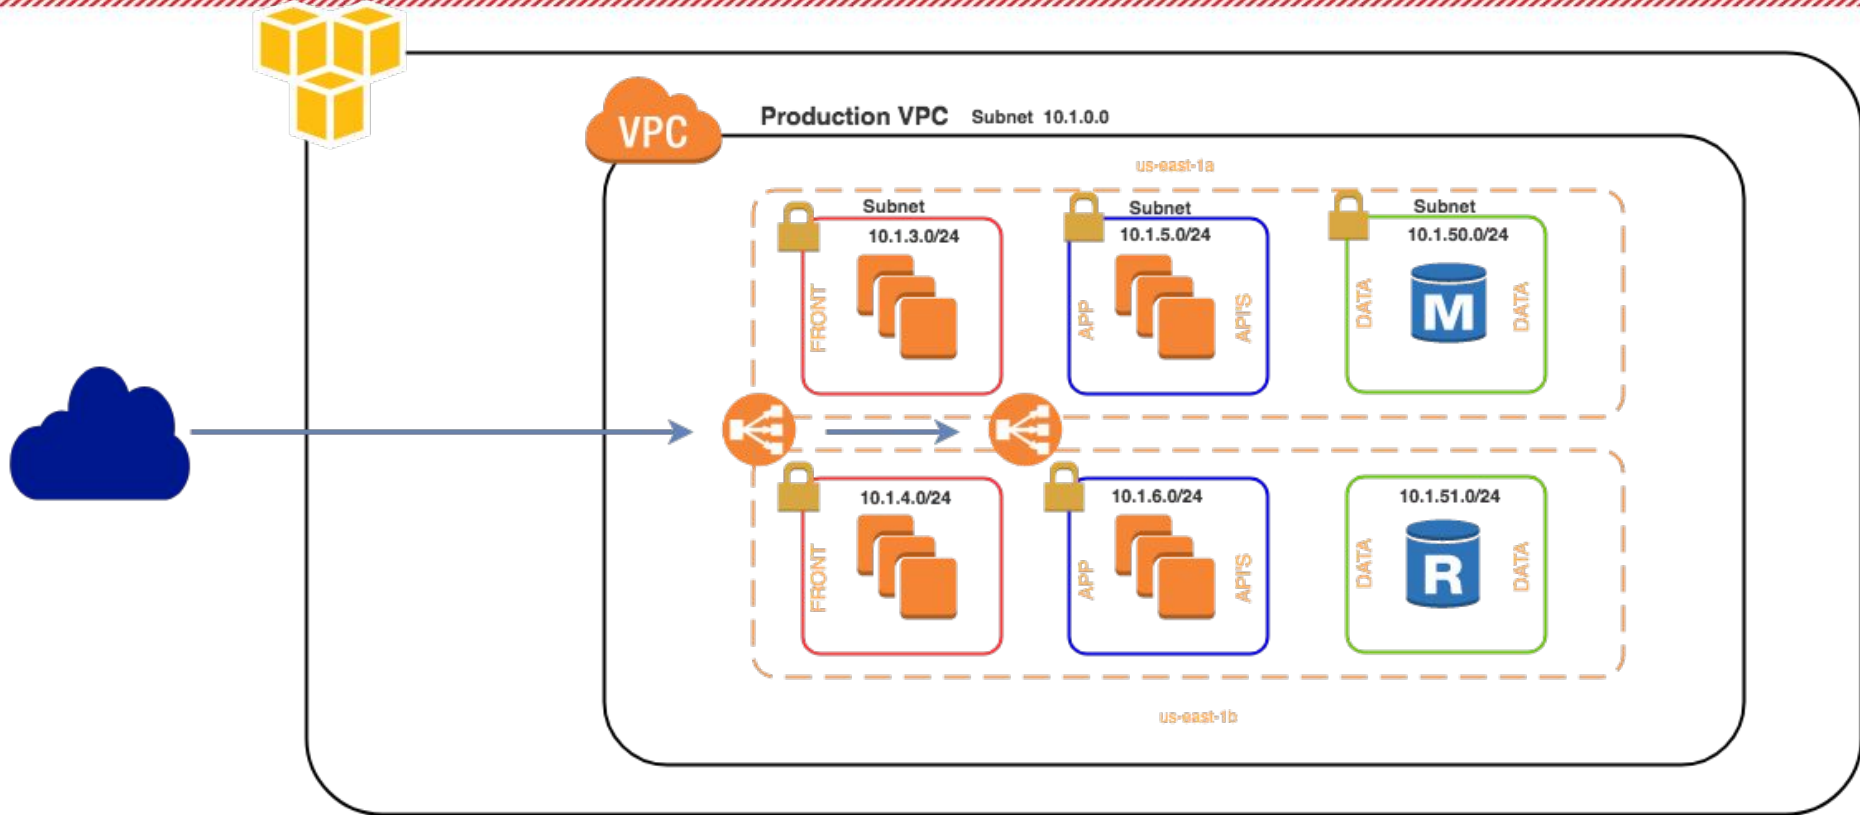 Production VPC Subnet 10.1.0.0
VPC
us-east-1a
Subnet
10.1.3.0/24
FRONT
Subnet
10.1.5.0/24
APP
API'S
Subnet
10.1.50.0/24
DATA
M
DATA
10.1.4.0/24
FRONT
10.1.6.0/24
APP
API'S
10.1.51.0/24
DATA
R
DATA
us-east-1b